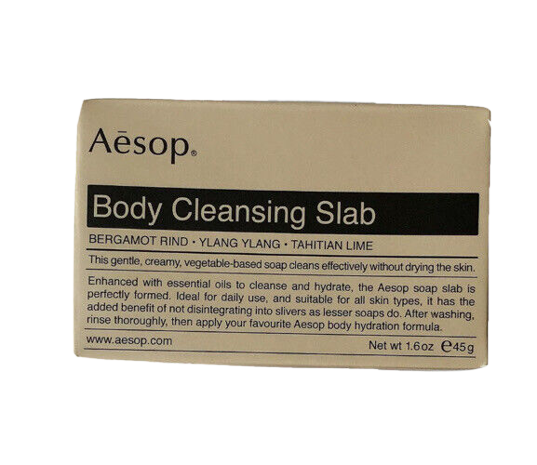 Aēsop®
Body Cleansing Slab
BERGAMOT RIND • YLANG YLANG • TAHITIAN LIME
This gentle, creamy, vegetable-based soap cleans effectively without drying the skin.
Enhanced with essential oils to cleanse and hydrate, the Aesop soap slab is
perfectly formed. Ideal for daily use, and suitable for all skin types, it has the
added benefit of not disintegrating into slivers as lesser soaps do. After washing,
rinse thoroughly, then apply your favourite Aesop body hydration formula.
www.aesop.com Net wt 1.6 oz ℮45 g